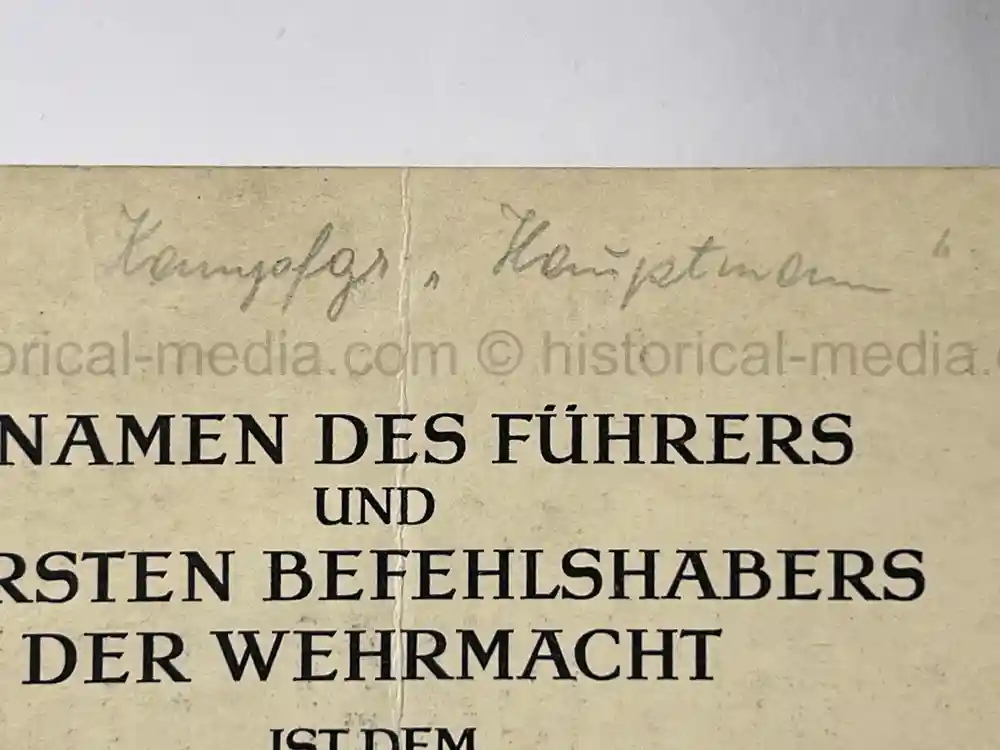 Kampfgr. „Hauptmann“
orical-media.com © historical-media.c
NAMEN DES FÜHRERS
UND
RSTEN BEFEHLSHABERS
DER WEHRMACHT
IST DEM